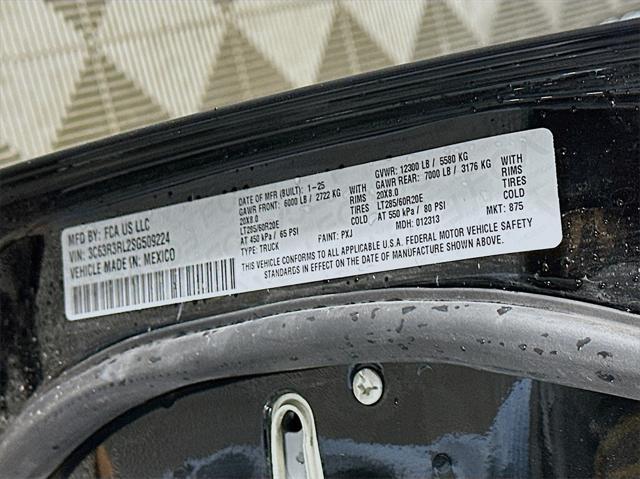 MFD BY: FCA US LLC
VIN: 3C63R3RL2SG509224
VEHICLE MADE IN: MEXICO
DATE OF MFR (BUILT): 1-25
GAWR FRONT: 6000 LB / 2722 KG WITH
20X8.0 RIMS
LT285/60R20E TIRES
AT 450 kPa / 65 PSI COLD
TYPE: TRUCK PAINT: PXJ
GVWR: 12300 LB / 5580 KG
GAWR REAR: 7000 LB / 3176 KG WITH
20X8.0 RIMS
LT285/60R20E TIRES
AT 550 kPa / 80 PSI COLD
MDH: 012313 MKT: 875
THIS VEHICLE CONFORMS TO ALL APPLICABLE U.S.A. FEDERAL MOTOR VEHICLE SAFETY
STANDARDS IN EFFECT ON THE DATE OF MANUFACTURE SHOWN ABOVE